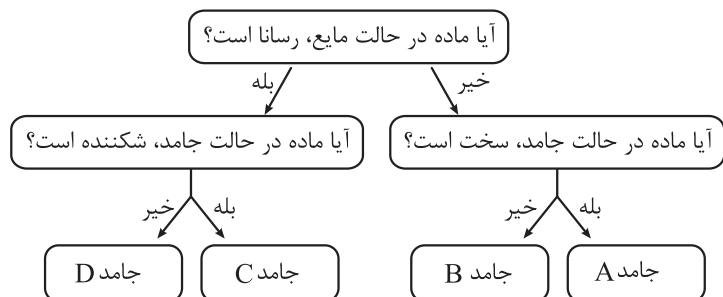 آیا ماده در حالت مایع، رسانا است؟
خیر
بله
آیا ماده در حالت جامد، سخت است؟
آیا ماده در حالت جامد، شکننده است؟
بله
خیر
بله
خیر
جامد A
جامد B
جامد C
جامد D